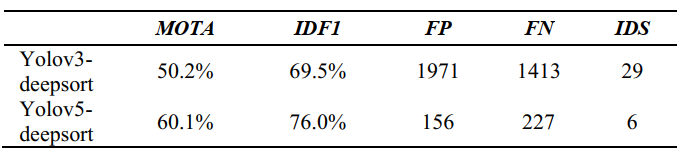 MOTA IDF1 FP FN IDS
Yolov3-
deepsort 50.2% 69.5% 1971 1413 29
Yolov5-
deepsort 60.1% 76.0% 156 227 6